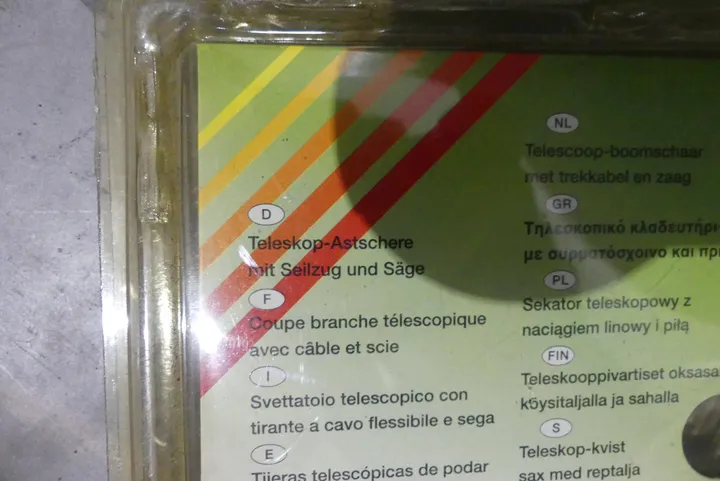 D
Teleskop-Astschere
mit Seilzug und Säge
F
Coupe branche télescopique
avec câble et scie
I
Svettatoio telescopico con
tirante a cavo flessibile e sega
E
Tijeras telescópicas de podar
NL
Telescoop-boomschaar
met trekkabel en zaag
GR
Τηλεσκοπικό κλαδευτήρι
με συρματόσχοινο και
PL
Sekator teleskopowy z
naciągiem linowy i piłą
FIN
Teleskooppivartiset
köysitaljalla ja sahalla
S
Teleskop-kvist
sax med reptalja